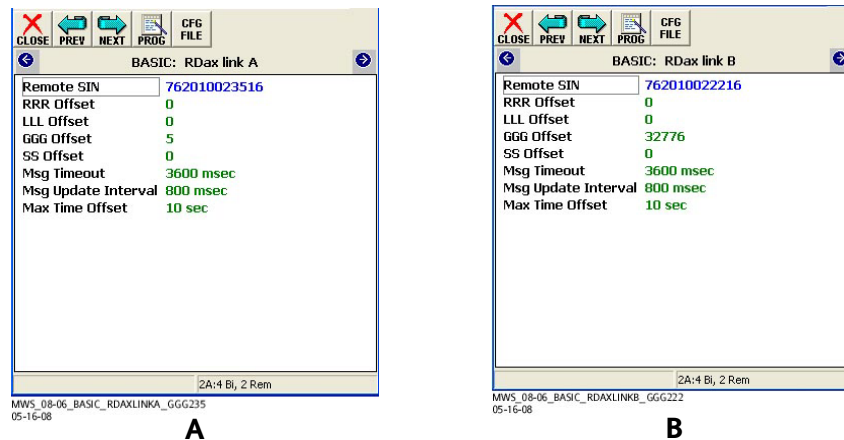 CLOSE PREV NEXT PROG CFG FILE
BASIC: RDax link A
Remote SIN 762010023516
RRR Offset 0
LLL Offset 0
GGG Offset 5
SS Offset 0
Msg Timeout 3600 msec
Msg Update Interval 800 msec
Max Time Offset 10 sec
2A:4 Bi, 2 Rem
MWS_08-06_BASIC_RDAXLINKA_GGG235
05-16-08
A
CLOSE PREV NEXT PROG CFG FILE
BASIC: RDax link B
Remote SIN 762010022216
RRR Offset 0
LLL Offset 0
GGG Offset 32776
SS Offset 0
Msg Timeout 3600 msec
Msg Update Interval 800 msec
Max Time Offset 10 sec
2A:4 Bi, 2 Rem
MWS_08-06_BASIC_RDAXLINKB_GGG222
05-16-08
B